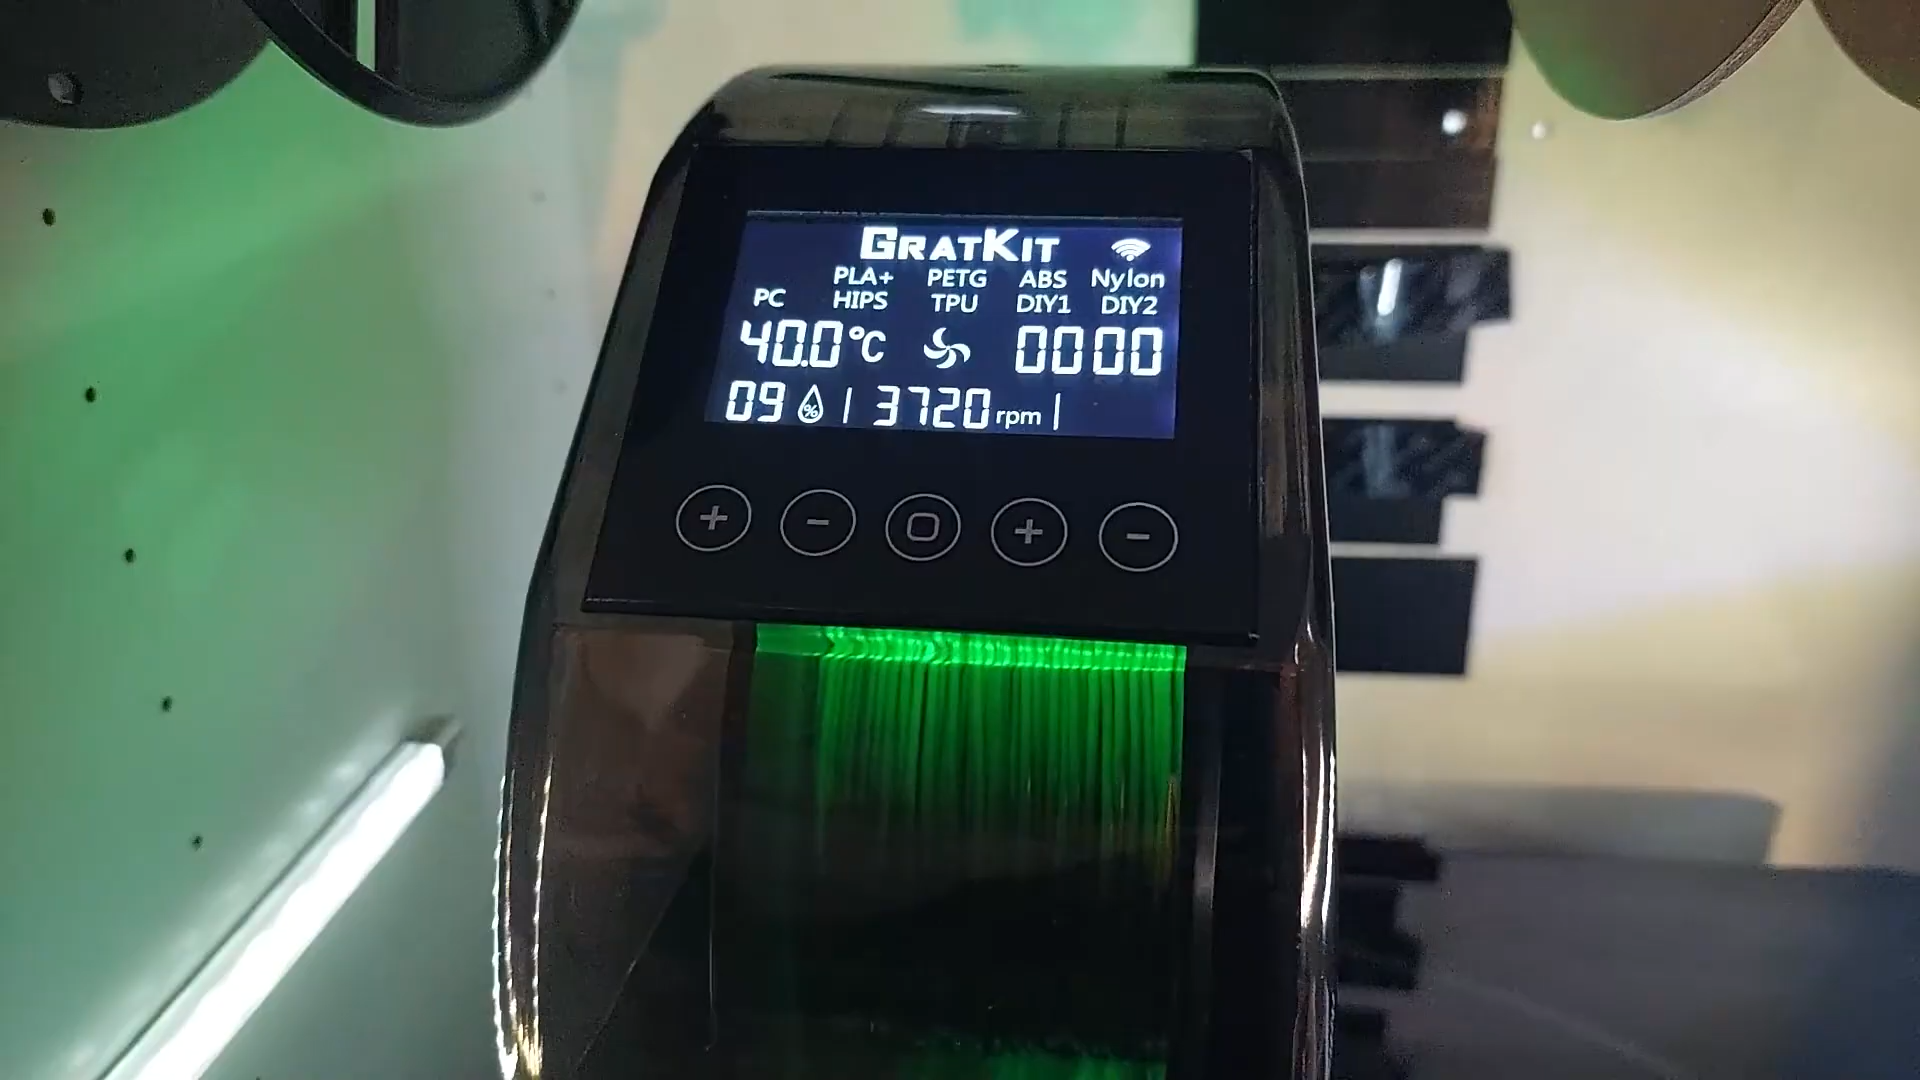 GRATKIT
PLA+ PETG ABS Nylon
PC HIPS TPU DIY1 DIY2
40.0°C 0000
09 % | 3720 rpm |
+ - + -